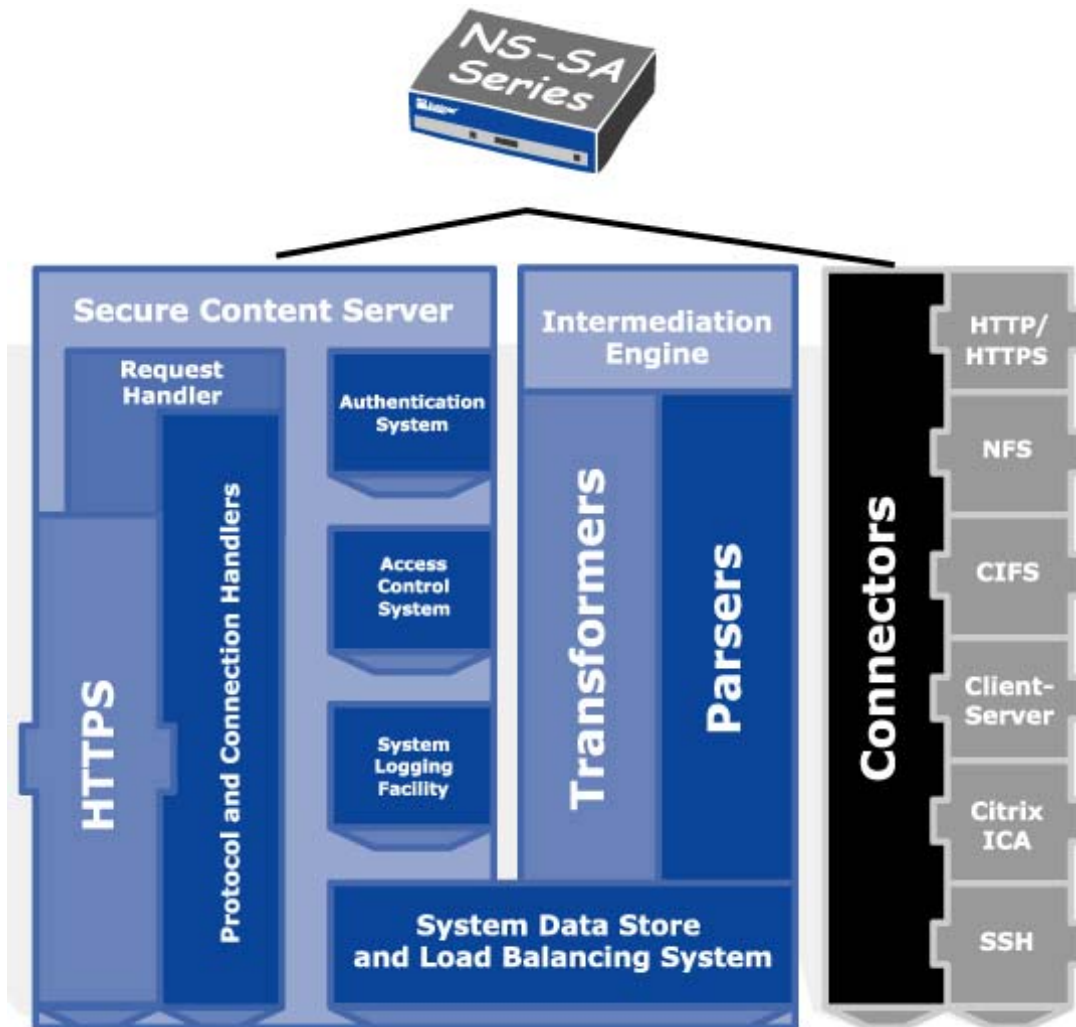 NS-SA
Series
Secure Content Server
Request
Handler
HTTPS
Protocol and Connection Handlers
Authentication
System
Access
Control
System
System
Logging
Facility
Intermediation
Engine
Transformers
Parsers
System Data Store
and Load Balancing System
Connectors
HTTP/
HTTPS
NFS
CIFS
Client-
Server
Citrix
ICA
SSH